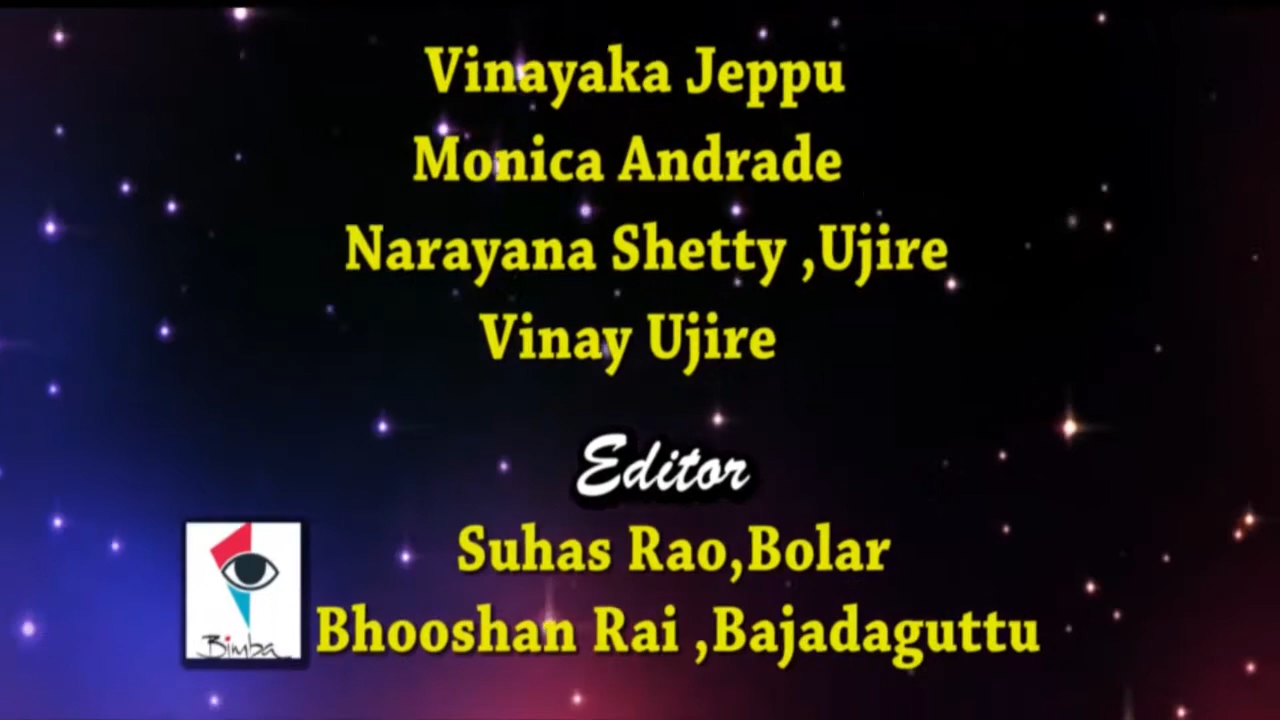 Vinayaka Jeppu
Monica Andrade
Narayana Shetty ,Ujire
Vinay Ujire
Editor
Suhas Rao,Bolar
Bimba
Bhooshan Rai ,Bajadaguttu